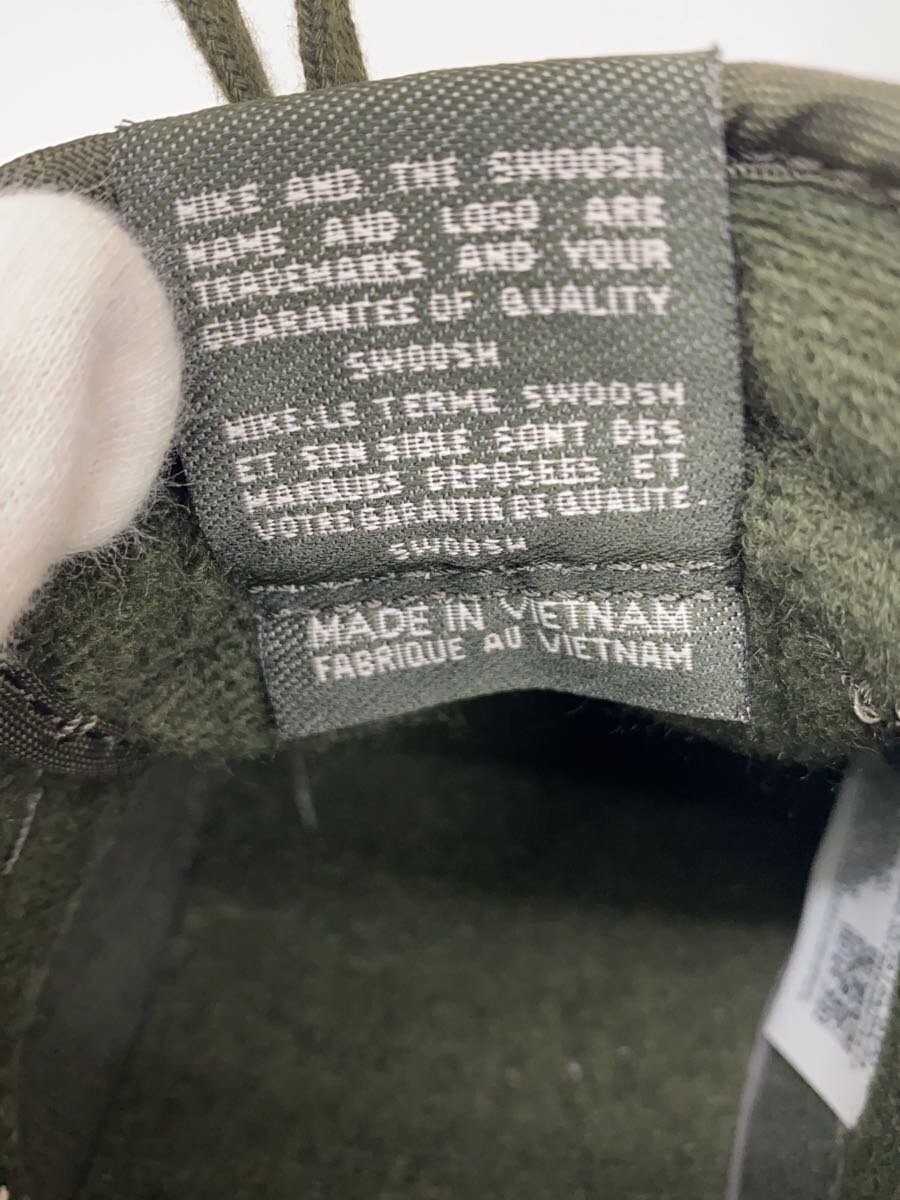 NIKE AND THE SWOOSH
NAME AND LOGO ARE
TRADEMARKS AND YOUR
GUARANTEE OF QUALITY
SWOOSH
NIKE.LE TERME SWOOSH
ET SON SIGLE SONT DES
MARQUES DEPOSEES ET
VOTRE GARANTIE DE QUALITE.
SWOOSH
MADE IN VIETNAM
FABRIQUE AU VIETNAM